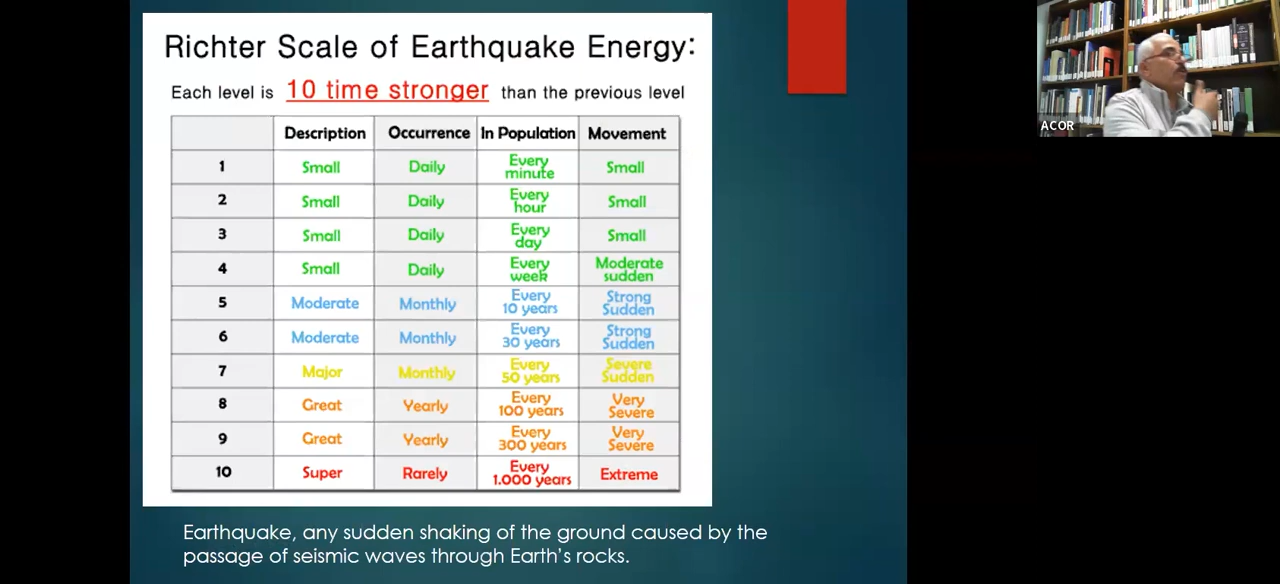 Richter Scale of Earthquake Energy:
Each level is 10 time stronger than the previous level
Description Occurrence In Population Movement
1 Small Daily Every minute Small
2 Small Daily Every hour Small
3 Small Daily Every day Small
4 Small Daily Every week Moderate sudden
5 Moderate Monthly Every 10 years Strong Sudden
6 Moderate Monthly Every 30 years Strong Sudden
7 Major Monthly Every 50 years Severe Sudden
8 Great Yearly Every 100 years Very Severe
9 Great Yearly Every 300 years Very Severe
10 Super Rarely Every 1.000 years Extreme
Earthquake, any sudden shaking of the ground caused by the
passage of seismic waves through Earth's rocks.
ACOR